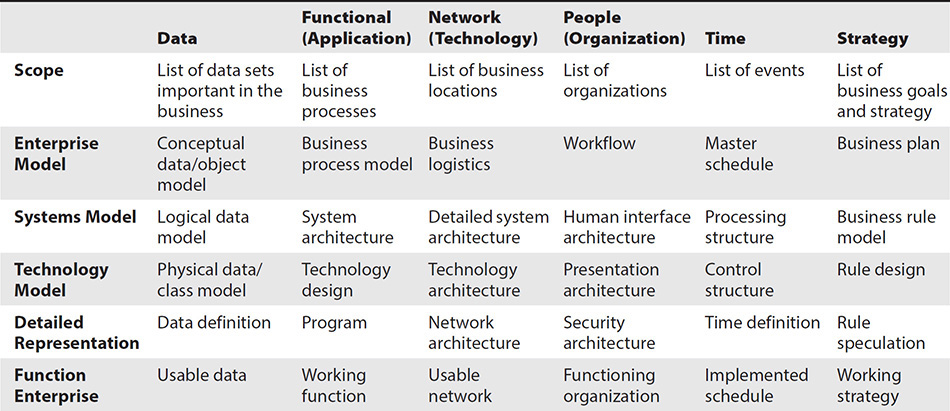 Data Functional (Application) Network (Technology) People (Organization) Time Strategy
Scope List of data sets important in the business List of business processes List of business locations List of organizations List of events List of business goals and strategy
Enterprise Model Conceptual data/object model Business process model Business logistics Workflow Master schedule Business plan
Systems Model Logical data model System architecture Detailed system architecture Human interface architecture Processing structure Business rule model
Technology Model Physical data/class model Technology design Technology architecture Presentation architecture Control structure Rule design
Detailed Representation Data definition Program Network architecture Security architecture Time definition Rule speculation
Function Enterprise Usable data Working function Usable network Functioning organization Implemented schedule Working strategy